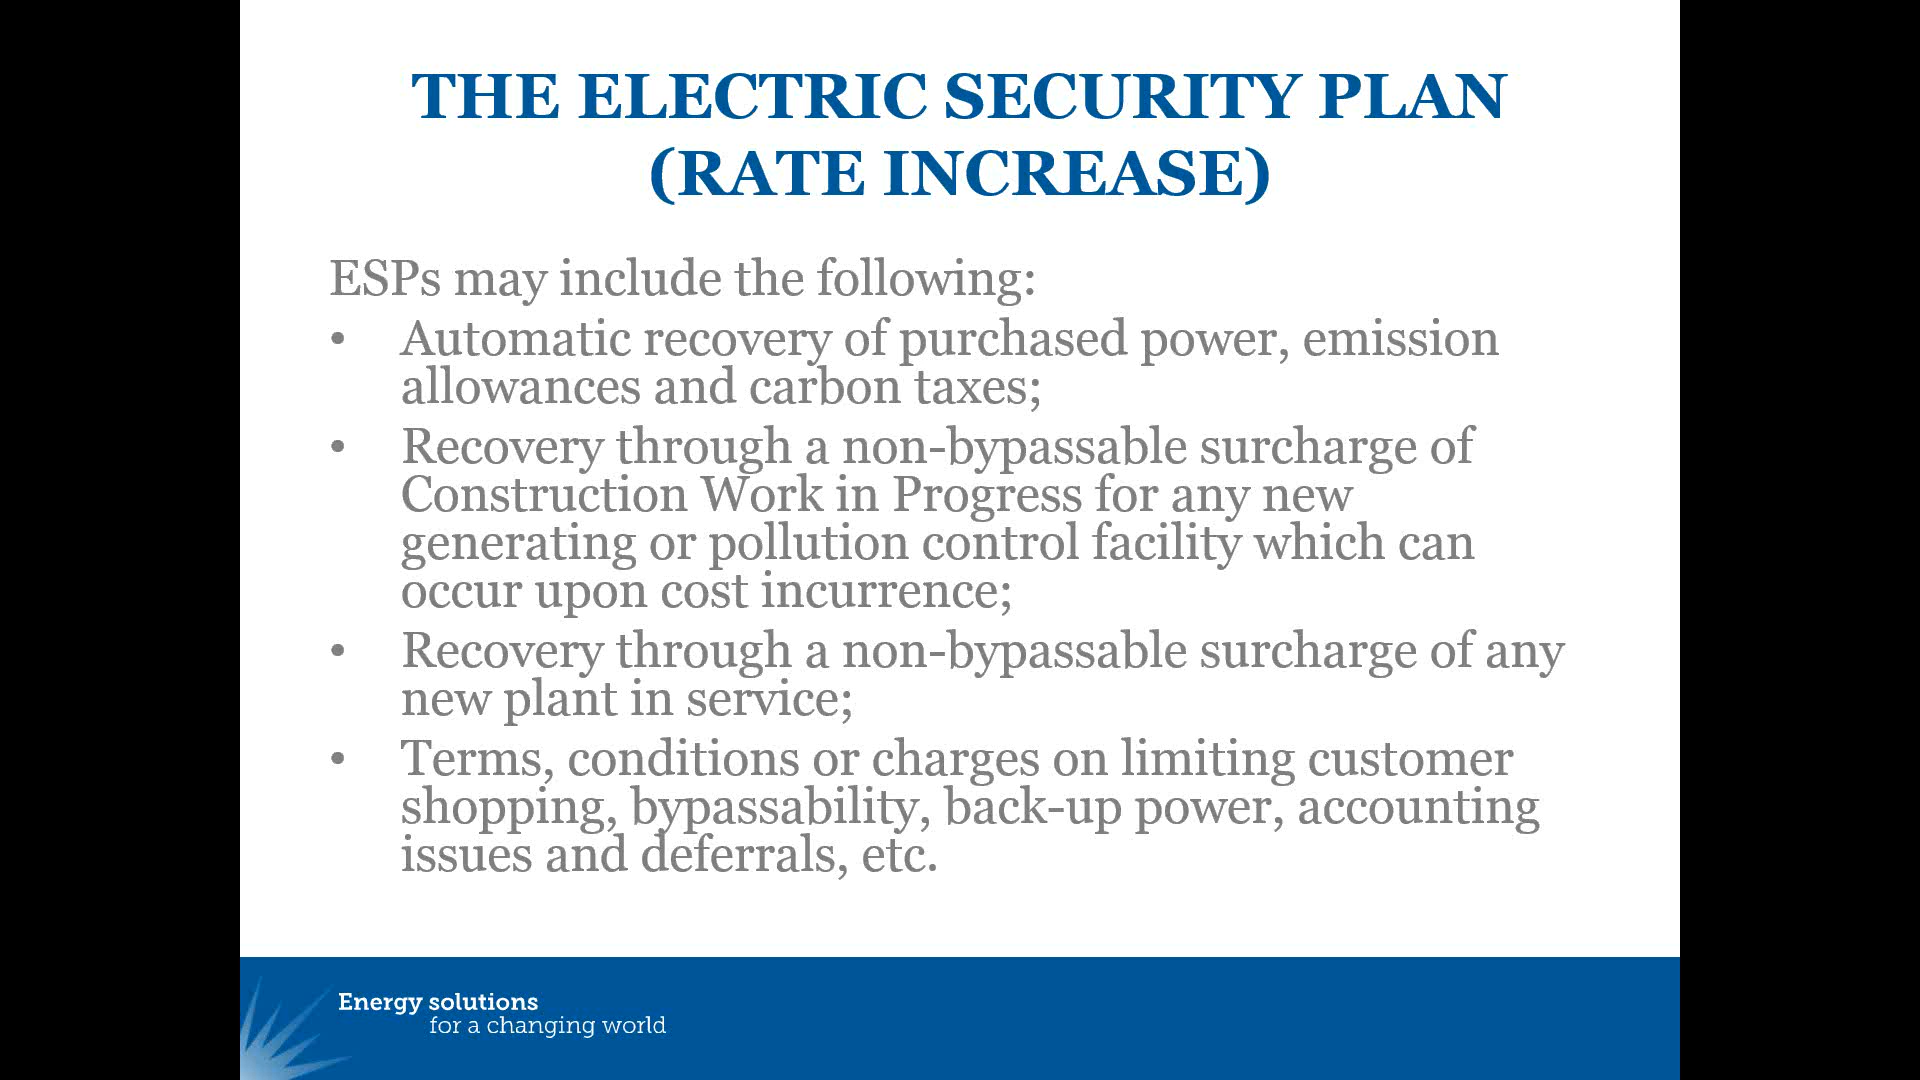 THE ELECTRIC SECURITY PLAN
(RATE INCREASE)
ESPs may include the following:
• Automatic recovery of purchased power, emission
allowances and carbon taxes;
• Recovery through a non-bypassable surcharge of
Construction Work in Progress for any new
generating or pollution control facility which can
occur upon cost incurrence;
• Recovery through a non-bypassable surcharge of any
new plant in service;
• Terms, conditions or charges on limiting customer
shopping, bypassability, back-up power, accounting
issues and deferrals, etc.
Energy solutions
for a changing world